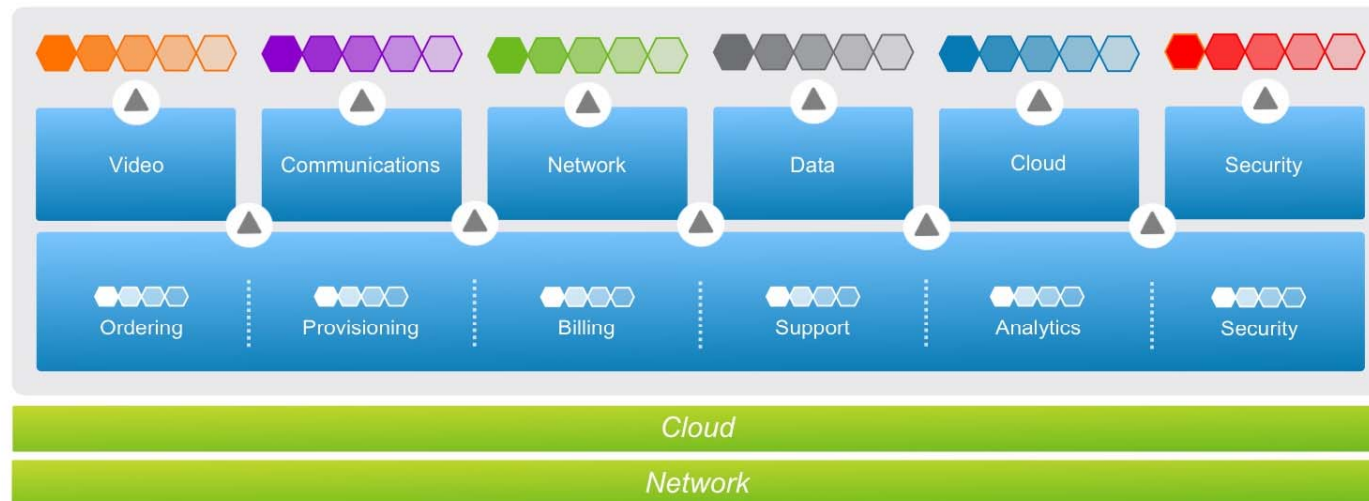 Video
Communications
Network
Data
Cloud
Security
Ordering
Provisioning
Billing
Support
Analytics
Security
Cloud
Network